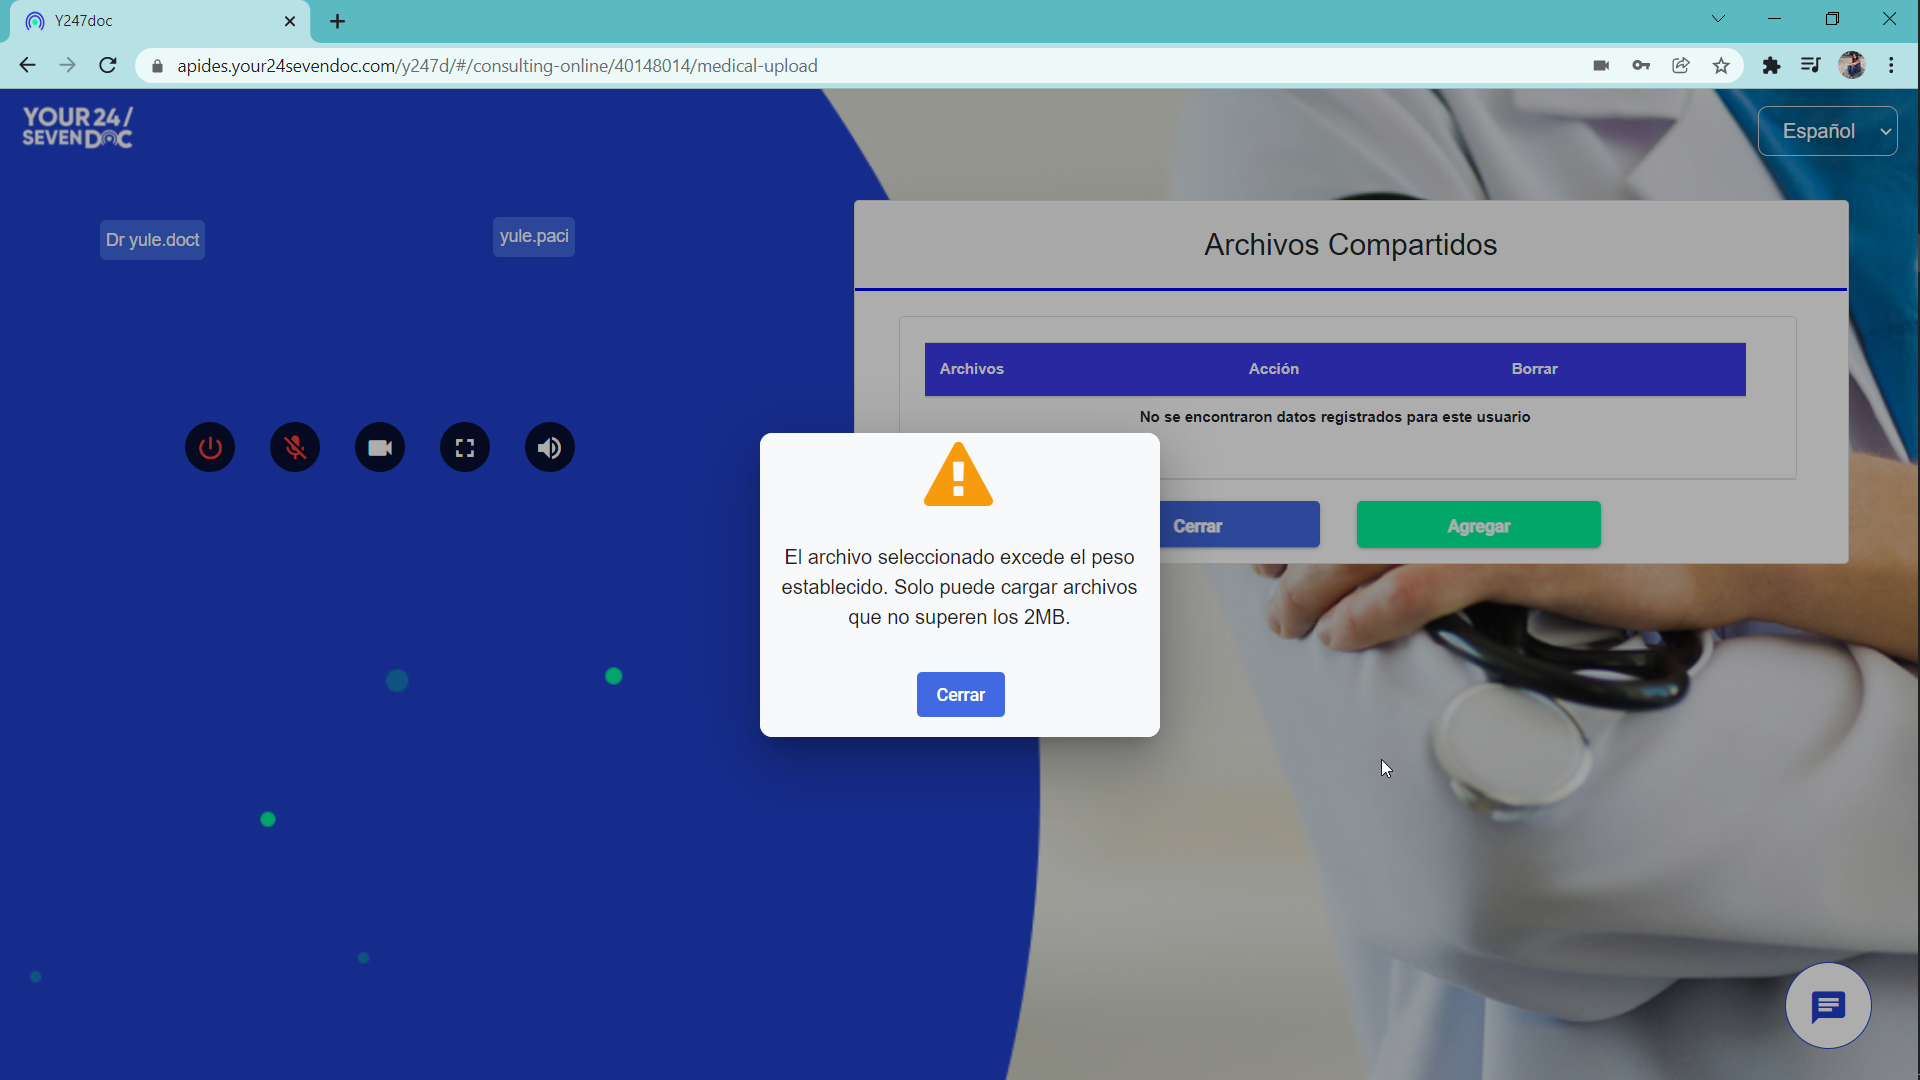 Y247doc
apides.your24sevendoc.com/y247d/#/consulting-online/40148014/medical-upload
YOUR 24/
SEVEN DOC
Español
Dr yule.doct
yule.paci
Archivos Compartidos
Archivos Acción Borrar
No se encontraron datos registrados para este usuario
Cerrar Agregar
El archivo seleccionado excede el peso
establecido. Solo puede cargar archivos
que no superen los 2MB.
Cerrar